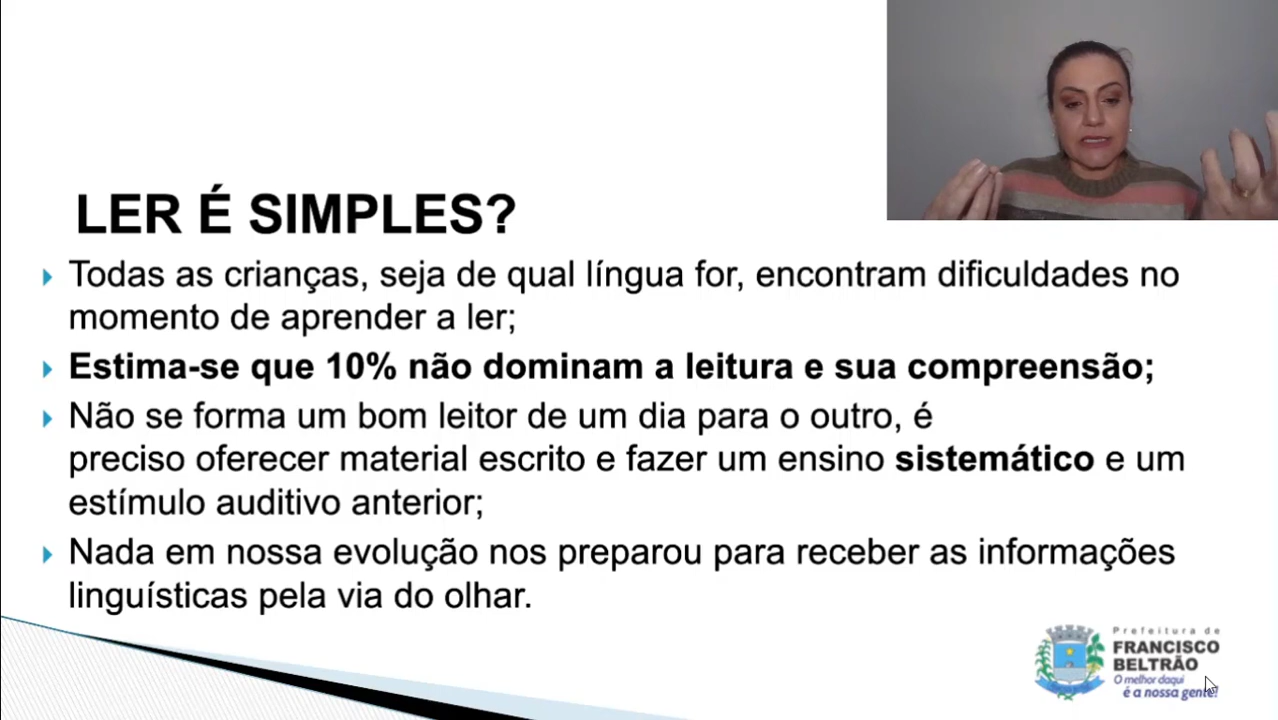 LER É SIMPLES?
Todas as crianças, seja de qual língua for, encontram dificuldades no
momento de aprender a ler;
Estima-se que 10% não dominam a leitura e sua compreensão;
Não se forma um bom leitor de um dia para o outro, é
preciso oferecer material escrito e fazer um ensino sistemático e um
estímulo auditivo anterior;
Nada em nossa evolução nos preparou para receber as informações
linguísticas pela via do olhar.
Prefeitura de
FRANCISCO
BELTRÃO
O melhor daqui
é a nossa gente!